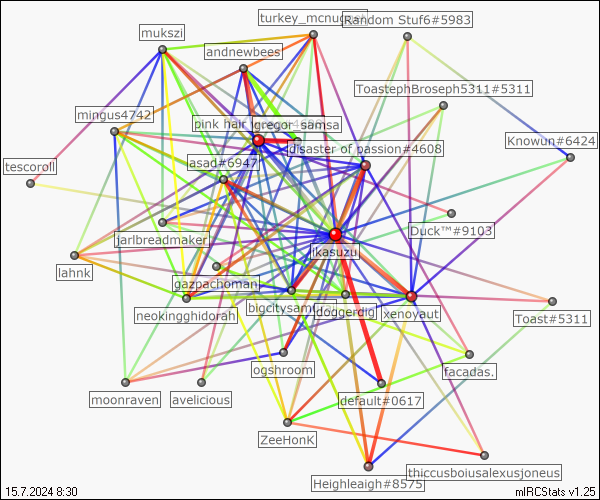 turkey_mcnu
Random Stuf6#5983
mukszi
andnewbees
ToastephBroseph5311#5311
mingus4742
pink hair
gregor_samsa
Knowun#6424
disaster of passion#4608
tescoroll
asad#6947
Duck™#9103
jarlbreadmaker
ikasuzu
lahnk
gazpachoman
bigcitysam
doggerdig
xenoyaut
neokingghidorah
Toast#5311
ogshroom
facadas.
moonraven
avelicious
default#0617
ZeeHonK
thiccusboiusalexusjoneus
Heighleaigh#8575
15.7.2024 8:30
mIRCStats v1.25